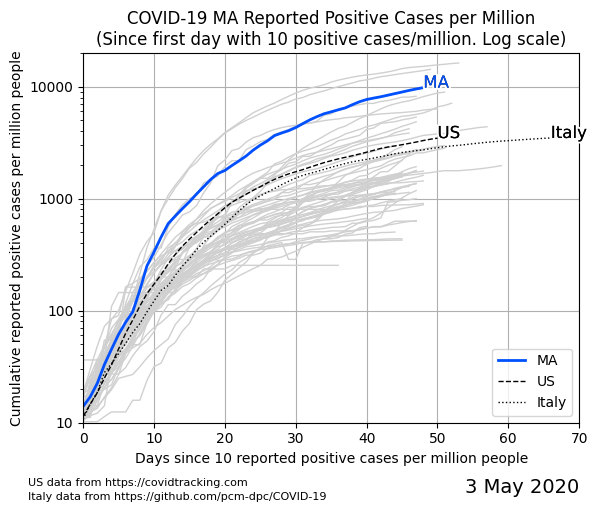 COVID-19 MA Reported Positive Cases per Million
(Since first day with 10 positive cases/million. Log scale)
Cumulative reported positive cases per million people
10000
1000
100
10
MA
US
Italy
MA
US
Italy
0 10 20 30 40 50 60 70
Days since 10 reported positive cases per million people
US data from https://covidtracking.com
Italy data from https://github.com/pcm-dpc/COVID-19
3 May 2020